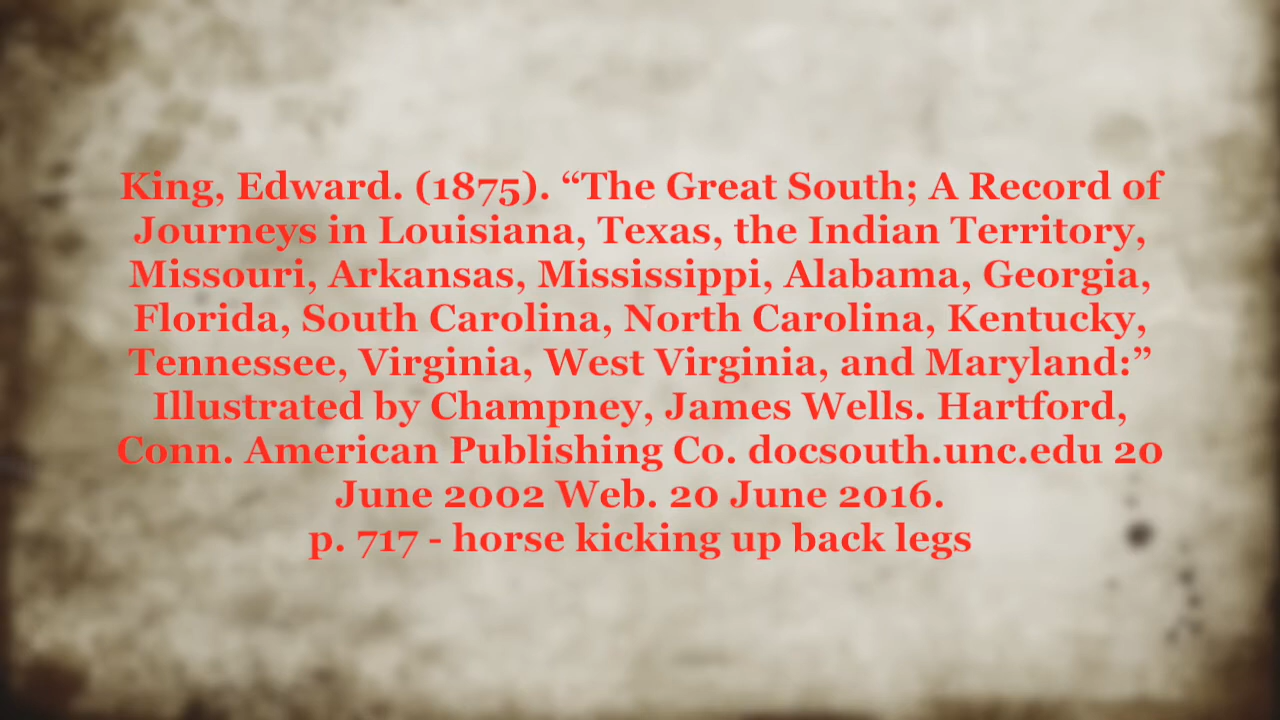 King, Edward. (1875). “The Great South; A Record of
Journeys in Louisiana, Texas, the Indian Territory,
Missouri, Arkansas, Mississippi, Alabama, Georgia,
Florida, South Carolina, North Carolina, Kentucky,
Tennessee, Virginia, West Virginia, and Maryland:”
Illustrated by Champney, James Wells. Hartford,
Conn. American Publishing Co. docsouth.unc.edu 20
June 2002 Web. 20 June 2016.
p. 717 - horse kicking up back legs